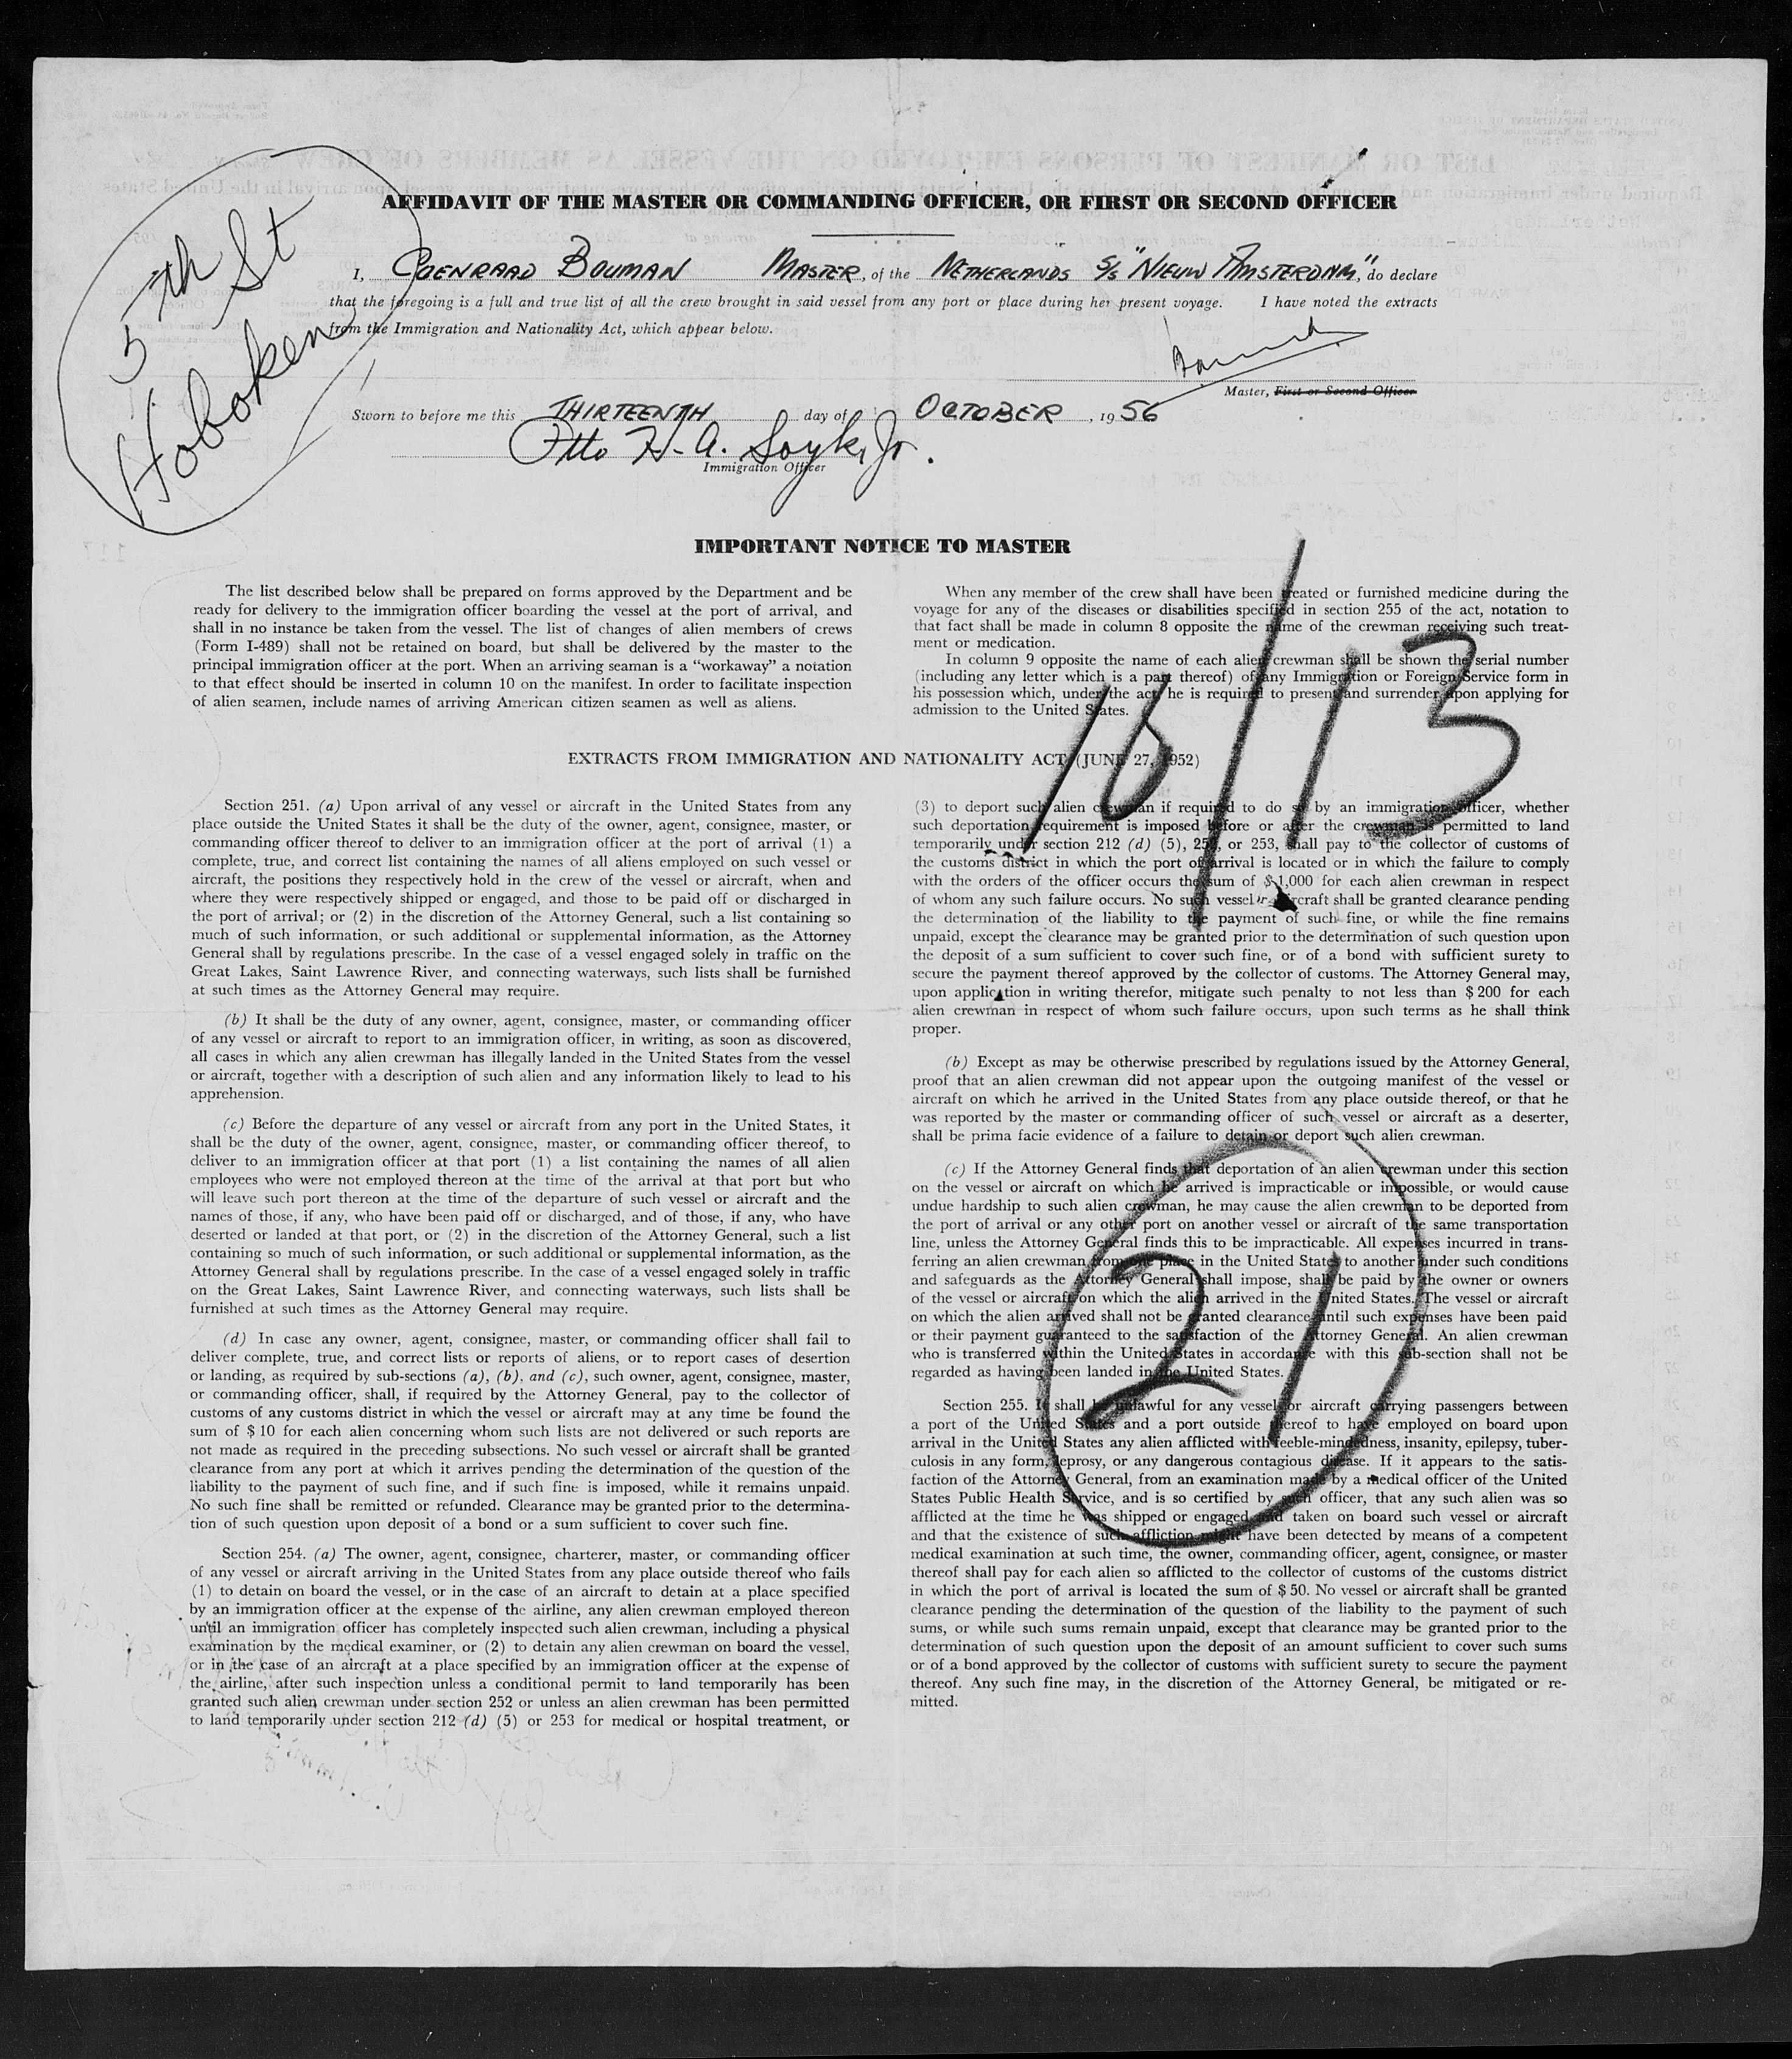 5th St
Hoboken
AFFIDAVIT OF THE MASTER OR COMMANDING OFFICER, OR FIRST OR SECOND OFFICER
I, COENRAAD BOUMAN MASTER, of the NETHERLANDS S/S "NIEUW AMSTERDAM", do declare
that the foregoing is a full and true list of all the crew brought in said vessel from any port or place during her present voyage. I have noted the extracts
from the Immigration and Nationality Act, which appear below.
Master, First or Second Officer
Sworn to before me this THIRTEENTH day of OCTOBER, 1956
Otto H. A. Soyk, Jr.
Immigration Officer
IMPORTANT NOTICE TO MASTER
The list described below shall be prepared on forms approved by the Department and be
ready for delivery to the immigration officer boarding the vessel at the port of arrival, and
shall in no instance be taken from the vessel. The list of changes of alien members of crews
(Form I-489) shall not be retained on board, but shall be delivered by the master to the
principal immigration officer at the port. When an arriving seaman is a “workaway” a notation
to that effect should be inserted in column 10 on the manifest. In order to facilitate inspection
of alien seamen, include names of arriving American citizen seamen as well as aliens.
When any member of the crew shall have been treated or furnished medicine during the
voyage for any of the diseases or disabilities specified in section 255 of the act, notation to
that fact shall be made in column 8 opposite the name of the crewman receiving such treat-
ment or medication.
In column 9 opposite the name of each alien crewman shall be shown the serial number
(including any letter which is a part thereof) of any Immigration or Foreign Service form in
his possession which, under the act, he is required to present and surrender upon applying for
admission to the United States.
10/13
EXTRACTS FROM IMMIGRATION AND NATIONALITY ACT (JUNE 27, 1952)
Section 251. (a) Upon arrival of any vessel or aircraft in the United States from any
place outside the United States it shall be the duty of the owner, agent, consignee, master, or
commanding officer thereof to deliver to an immigration officer at the port of arrival (1) a
complete, true, and correct list containing the names of all aliens employed on such vessel or
aircraft, the positions they respectively hold in the crew of the vessel or aircraft, when and
where they were respectively shipped or engaged, and those to be paid off or discharged in
the port of arrival; or (2) in the discretion of the Attorney General, such a list containing so
much of such information, or such additional or supplemental information, as the Attorney
General shall by regulations prescribe. In the case of a vessel engaged solely in traffic on the
Great Lakes, Saint Lawrence River, and connecting waterways, such lists shall be furnished
at such times as the Attorney General may require.
(b) It shall be the duty of any owner, agent, consignee, master, or commanding officer
of any vessel or aircraft to report to an immigration officer, in writing, as soon as discovered,
all cases in which any alien crewman has illegally landed in the United States from the vessel
or aircraft, together with a description of such alien and any information likely to lead to his
apprehension.
(c) Before the departure of any vessel or aircraft from any port in the United States, it
shall be the duty of the owner, agent, consignee, master, or commanding officer thereof, to
deliver to an immigration officer at that port (1) a list containing the names of all alien
employees who were not employed thereon at the time of the arrival at that port but who
will leave such port thereon at the time of the departure of such vessel or aircraft and the
names of those, if any, who have been paid off or discharged, and of those, if any, who have
deserted or landed at that port, or (2) in the discretion of the Attorney General, such a list
containing so much of such information, or such additional or supplemental information, as the
Attorney General shall by regulations prescribe. In the case of a vessel engaged solely in traffic
on the Great Lakes, Saint Lawrence River, and connecting waterways, such lists shall be
furnished at such times as the Attorney General may require.
(d) In case any owner, agent, consignee, master, or commanding officer shall fail to
deliver complete, true, and correct lists or reports of aliens, or to report cases of desertion
or landing, as required by sub-sections (a), (b), and (c), such owner, agent, consignee, master,
or commanding officer, shall, if required by the Attorney General, pay to the collector of
customs of any customs district in which the vessel or aircraft may at any time be found the
sum of $10 for each alien concerning whom such lists are not delivered or such reports are
not made as required in the preceding subsections. No such vessel or aircraft shall be granted
clearance from any port at which it arrives pending the determination of the question of the
liability to the payment of such fine, and if such fine is imposed, while it remains unpaid.
No such fine shall be remitted or refunded. Clearance may be granted prior to the determina-
tion of such question upon deposit of a bond or a sum sufficient to cover such fine.
Section 254. (a) The owner, agent, consignee, charterer, master, or commanding officer
of any vessel or aircraft arriving in the United States from any place outside thereof who fails
(1) to detain on board the vessel, or in the case of an aircraft to detain at a place specified
by an immigration officer at the expense of the airline, any alien crewman employed thereon
until an immigration officer has completely inspected such alien crewman, including a physical
examination by the medical examiner, or (2) to detain any alien crewman on board the vessel,
or in the case of an aircraft at a place specified by an immigration officer at the expense of
the airline, after such inspection unless a conditional permit to land temporarily has been
granted such alien crewman under section 252 or unless an alien crewman has been permitted
to land temporarily under section 212 (d) (5) or 253 for medical or hospital treatment, or
(3) to deport such alien crewman if required to do so by an immigration officer, whether
such deportation requirement is imposed before or after the crewman is permitted to land
temporarily under section 212 (d) (5), 252, or 253, shall pay to the collector of customs of
the customs district in which the port of arrival is located or in which the failure to comply
with the orders of the officer occurs the sum of $1,000 for each alien crewman in respect
of whom any such failure occurs. No such vessel or aircraft shall be granted clearance pending
the determination of the liability to the payment of such fine, or while the fine remains
unpaid, except the clearance may be granted prior to the determination of such question upon
the deposit of a sum sufficient to cover such fine, or of a bond with sufficient surety to
secure the payment thereof approved by the collector of customs. The Attorney General may,
upon application in writing therefor, mitigate such penalty to not less than $200 for each
alien crewman in respect of whom such failure occurs, upon such terms as he shall think
proper.
(b) Except as may be otherwise prescribed by regulations issued by the Attorney General,
proof that an alien crewman did not appear upon the outgoing manifest of the vessel or
aircraft on which he arrived in the United States from any place outside thereof, or that he
was reported by the master or commanding officer of such vessel or aircraft as a deserter,
shall be prima facie evidence of a failure to detain or deport such alien crewman.
(c) If the Attorney General finds that deportation of an alien crewman under this section
on the vessel or aircraft on which he arrived is impracticable or impossible, or would cause
undue hardship to such alien crewman, he may cause the alien crewman to be deported from
the port of arrival or any other port on another vessel or aircraft of the same transportation
line, unless the Attorney General finds this to be impracticable. All expenses incurred in trans-
ferring an alien crewman from one place in the United States to another under such conditions
and safeguards as the Attorney General shall impose, shall be paid by the owner or owners
of the vessel or aircraft on which the alien arrived in the United States. The vessel or aircraft
on which the alien arrived shall not be granted clearance until such expenses have been paid
or their payment guaranteed to the satisfaction of the Attorney General. An alien crewman
who is transferred within the United States in accordance with this sub-section shall not be
regarded as having been landed in the United States.
21
Section 255. It shall be unlawful for any vessel or aircraft carrying passengers between
a port of the United States and a port outside thereof to have employed on board upon
arrival in the United States any alien afflicted with feeble-mindedness, insanity, epilepsy, tuber-
culosis in any form, leprosy, or any dangerous contagious disease. If it appears to the satis-
faction of the Attorney General, from an examination made by a medical officer of the United
States Public Health Service, and is so certified by such officer, that any such alien was so
afflicted at the time he was shipped or engaged and taken on board such vessel or aircraft
and that the existence of such affliction might have been detected by means of a competent
medical examination at such time, the owner, commanding officer, agent, consignee, or master
thereof shall pay for each alien so afflicted to the collector of customs of the customs district
in which the port of arrival is located the sum of $50. No vessel or aircraft shall be granted
clearance pending the determination of the question of the liability to the payment of such
sums, or while such sums remain unpaid, except that clearance may be granted prior to the
determination of such question upon the deposit of an amount sufficient to cover such sums
or of a bond approved by the collector of customs with sufficient surety to secure the payment
thereof. Any such fine may, in the discretion of the Attorney General, be mitigated or re-
mitted.